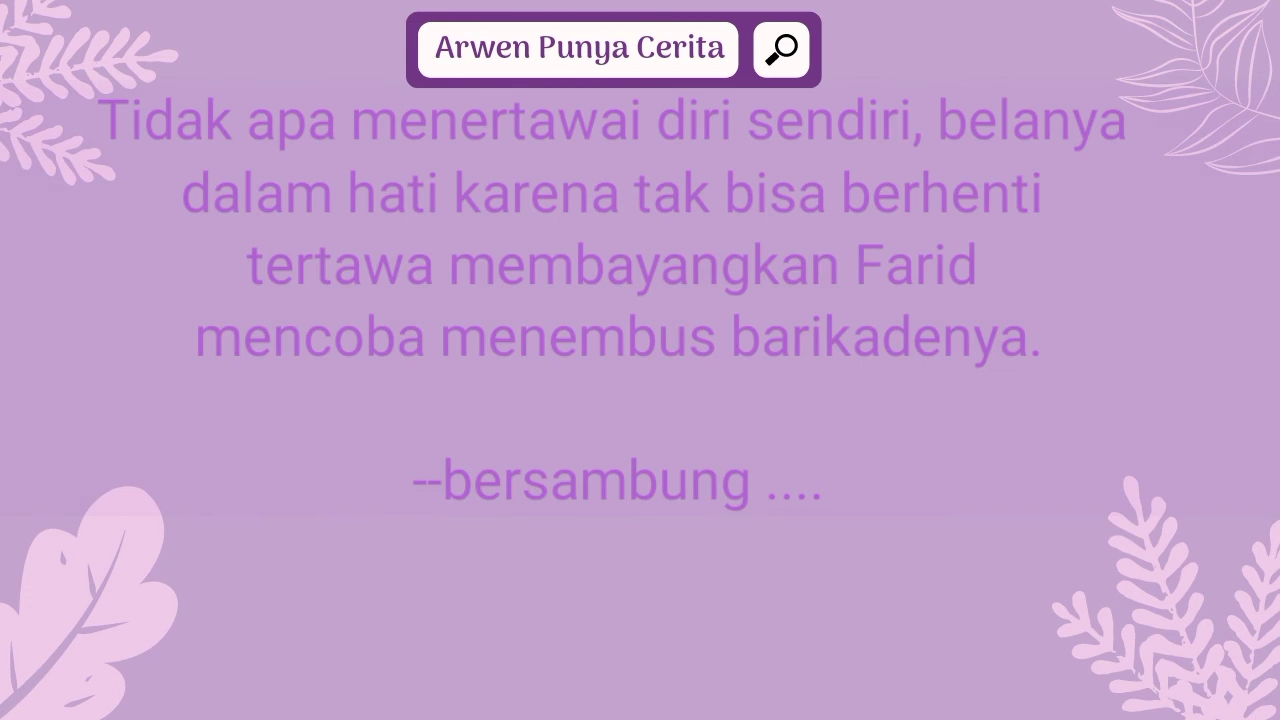 Arwen Punya Cerita
Tidak apa menertawai diri sendiri, belanya
dalam hati karena tak bisa berhenti
tertawa membayangkan Farid
mencoba menembus barikadenya.
--bersambung ....